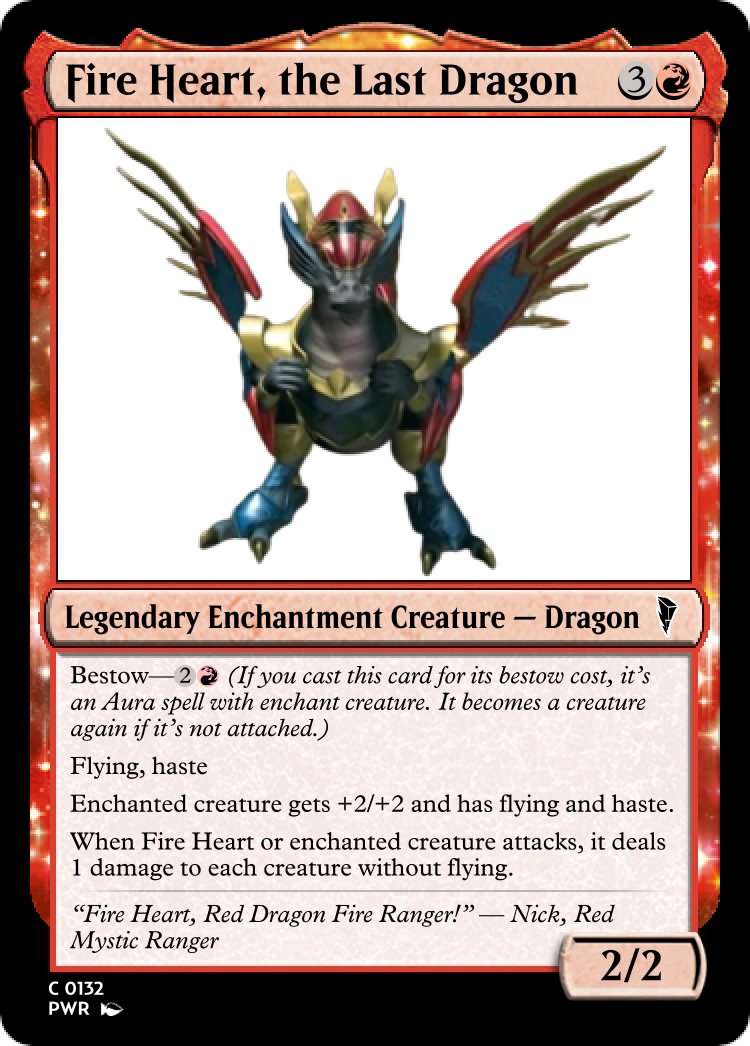 Fire Heart, the Last Dragon 3
Legendary Enchantment Creature — Dragon
Bestow—2 (If you cast this card for its bestow cost, it's
an Aura spell with enchant creature. It becomes a creature
again if it's not attached.)
Flying, haste
Enchanted creature gets +2/+2 and has flying and haste.
When Fire Heart or enchanted creature attacks, it deals
1 damage to each creature without flying.
“Fire Heart, Red Dragon Fire Ranger!” — Nick, Red
Mystic Ranger
2/2
C 0132
PWR